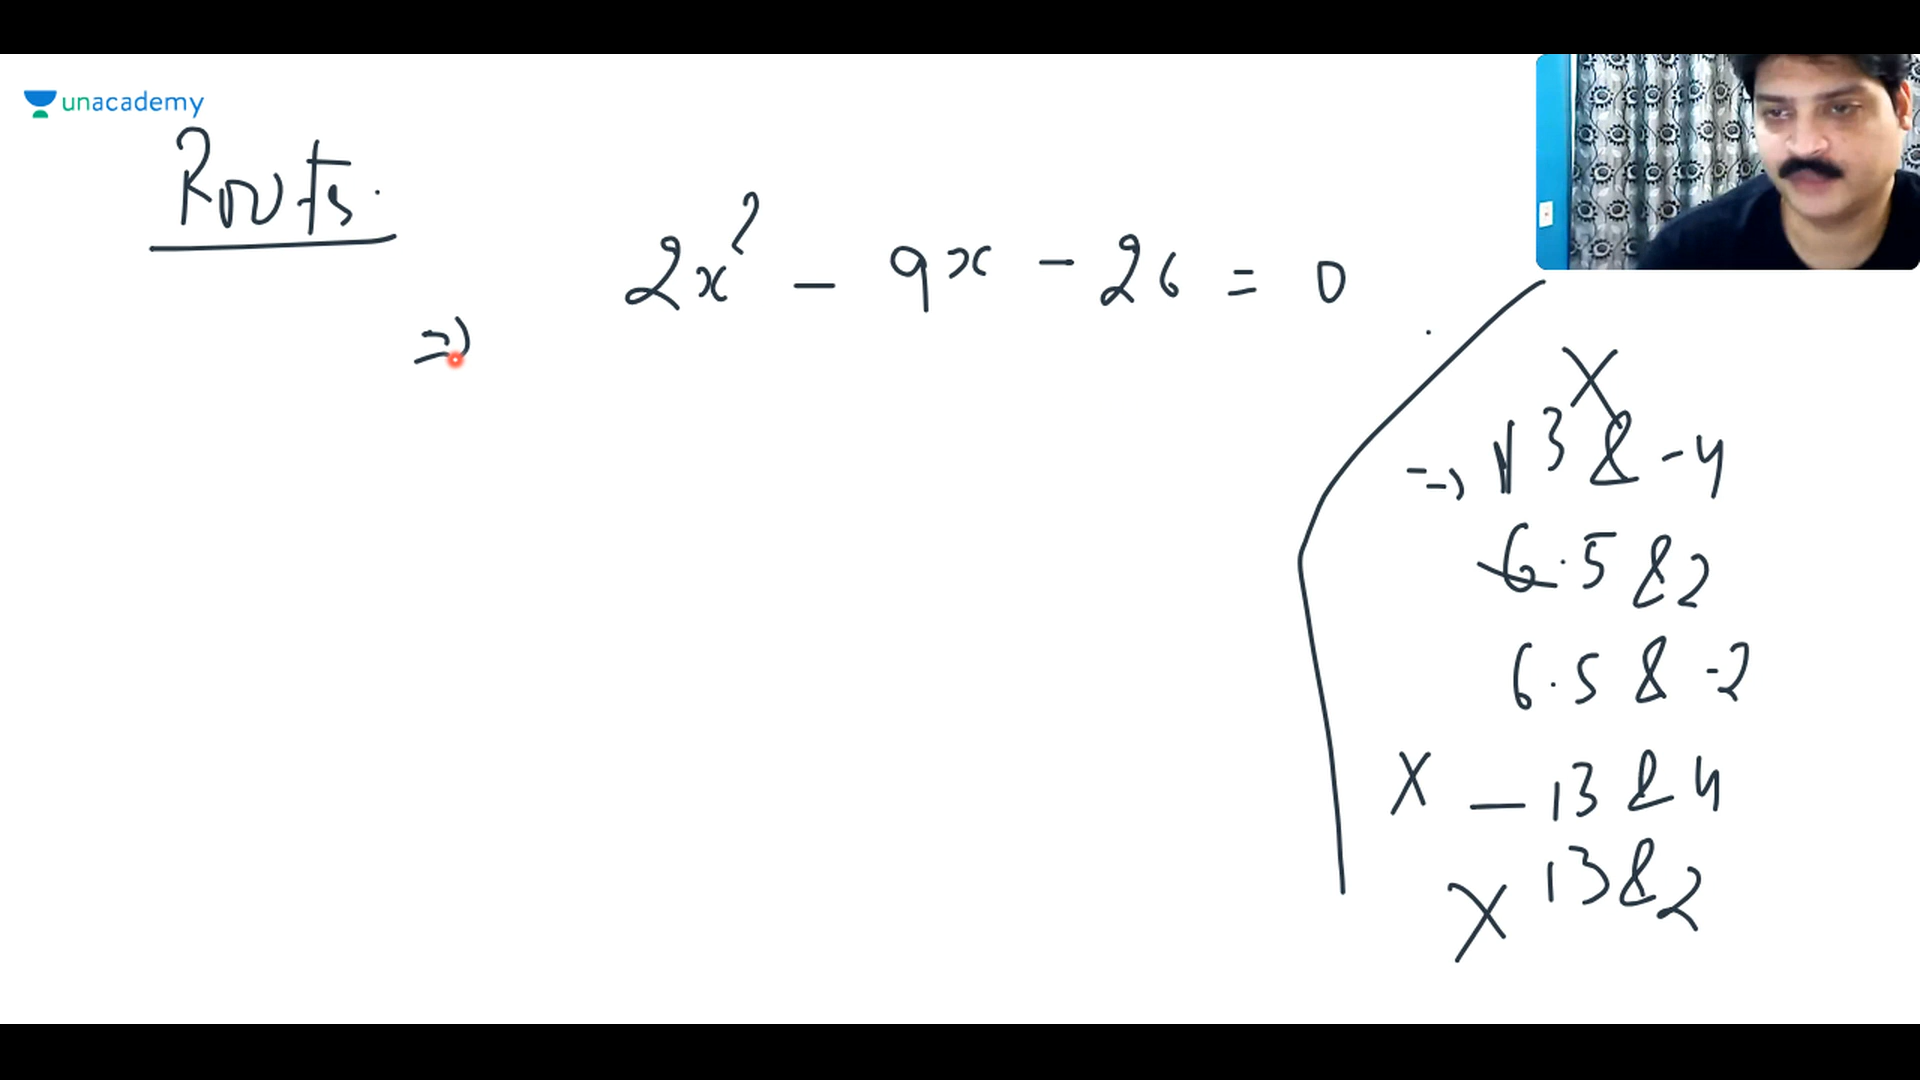 unacademy
Roots.
2x² - 9x - 26 = 0
⇒
X
⇒ 13 & -4
6.5 & 2
6.5 & -2
X - 13 & 4
X 13 & 2